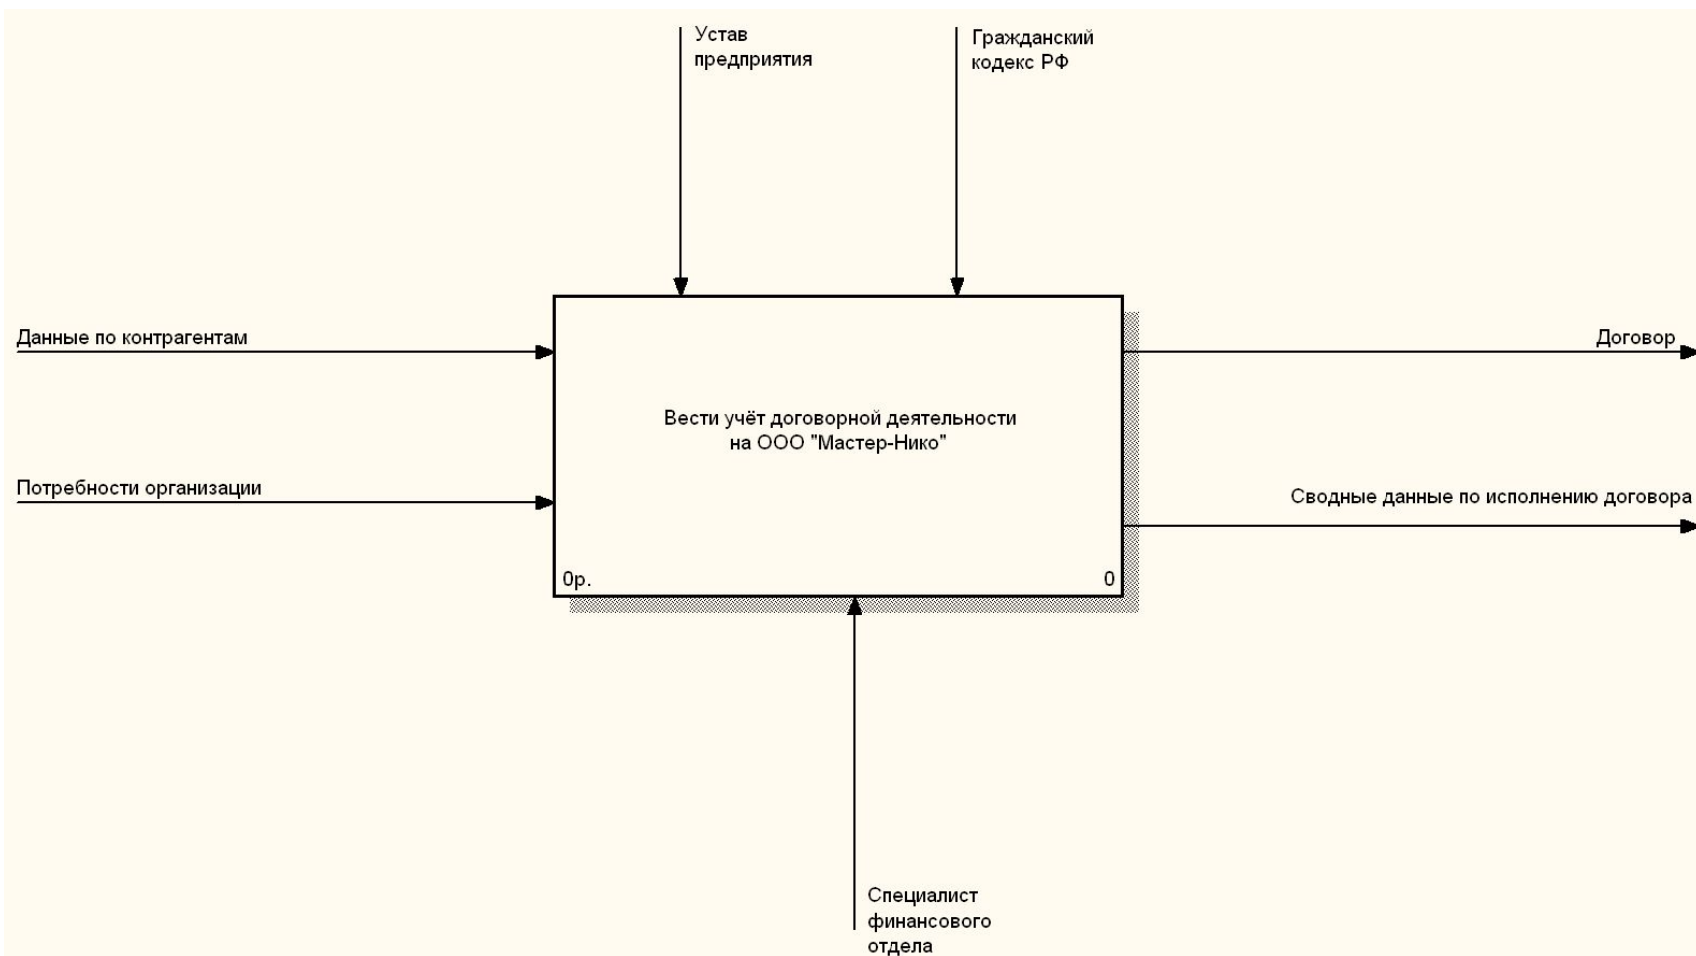 Устав
предприятия
Гражданский
кодекс РФ
Данные по контрагентам
Договор
Вести учёт договорной деятельности
на ООО "Мастер-Нико"
Потребности организации
Сводные данные по исполнению договора
0р.
0
Специалист
финансового
отдела